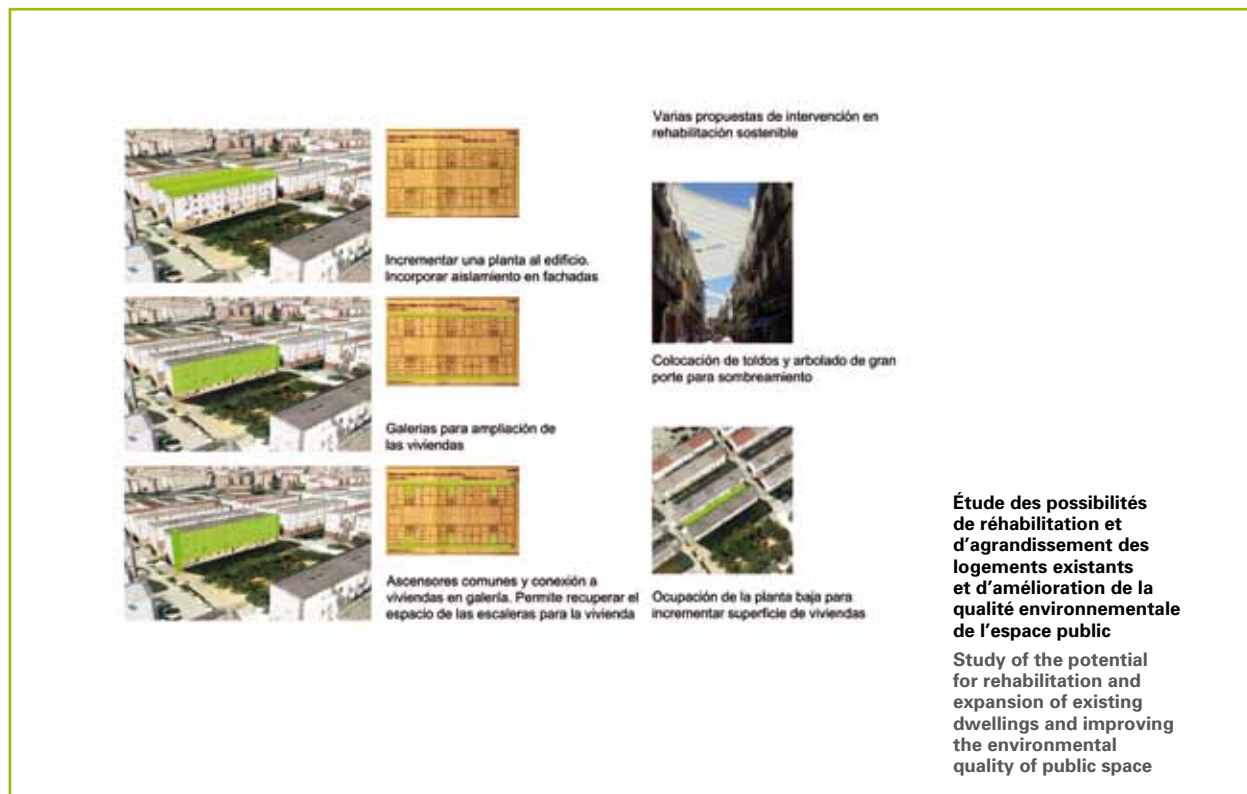 Varias propuestas de intervención en
rehabilitación sostenible
Incrementar una planta al edificio.
Incorporar aislamiento en fachadas
Galerias para ampliación de
las viviendas
Ascensores comunes y conexión a
viviendas en galería. Permite recuperar el
espacio de las escaleras para la vivienda
Colocación de toldos y arbolado de gran
porte para sombreamiento
Ocupación de la planta baja para
incrementar superficie de viviendas
Étude des possibilités
de réhabilitation et
d'agrandissement des
logements existants
et d'amélioration de la
qualité environnementale
de l'espace public
Study of the potential
for rehabilitation and
expansion of existing
dwellings and improving
the environmental
quality of public space